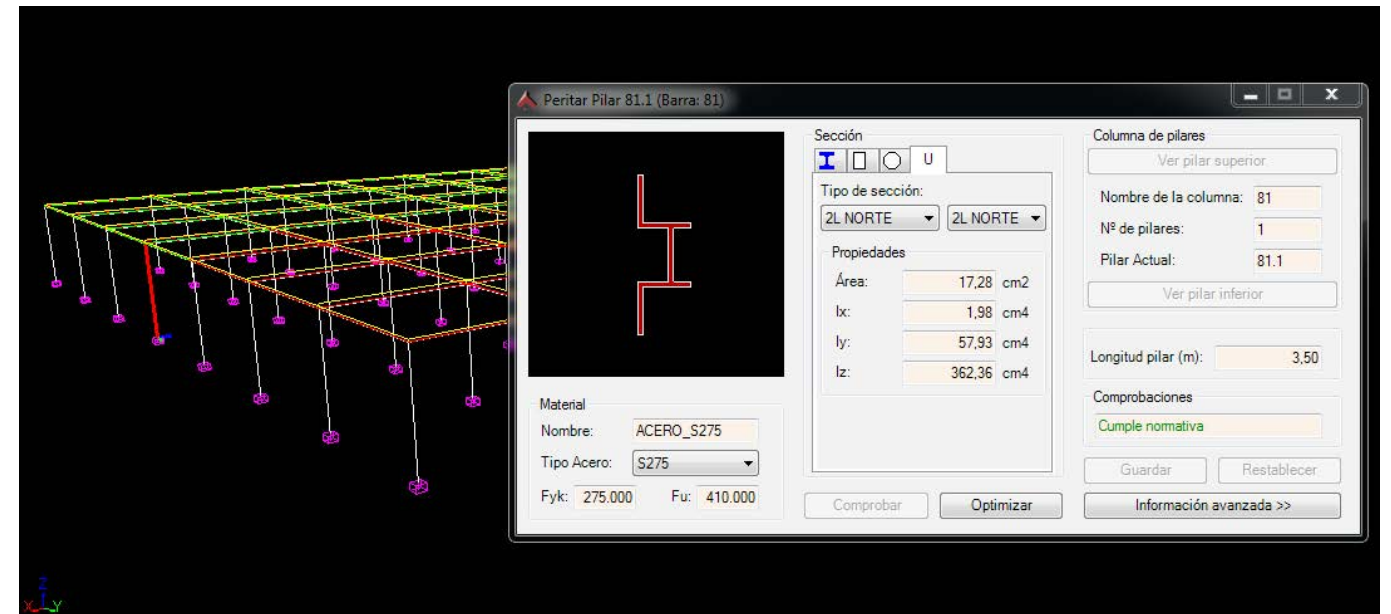 Peritar Pilar 81.1 (Barra: 81)
Sección
U
Tipo de sección:
2L NORTE 2L NORTE
Propiedades
Área: 17,28 cm2
Ix: 1,98 cm4
Iy: 57,93 cm4
Iz: 362,36 cm4
Material
Nombre: ACERO_S275
Tipo Acero: S275
Fyk: 275.000 Fu: 410.000
Comprobar Optimizar
Columna de pilares
Ver pilar superior
Nombre de la columna: 81
Nº de pilares: 1
Pilar Actual: 81.1
Ver pilar inferior
Longitud pilar (m): 3,50
Comprobaciones
Cumple normativa
Guardar Restablecer
Información avanzada >>
Z
X Y